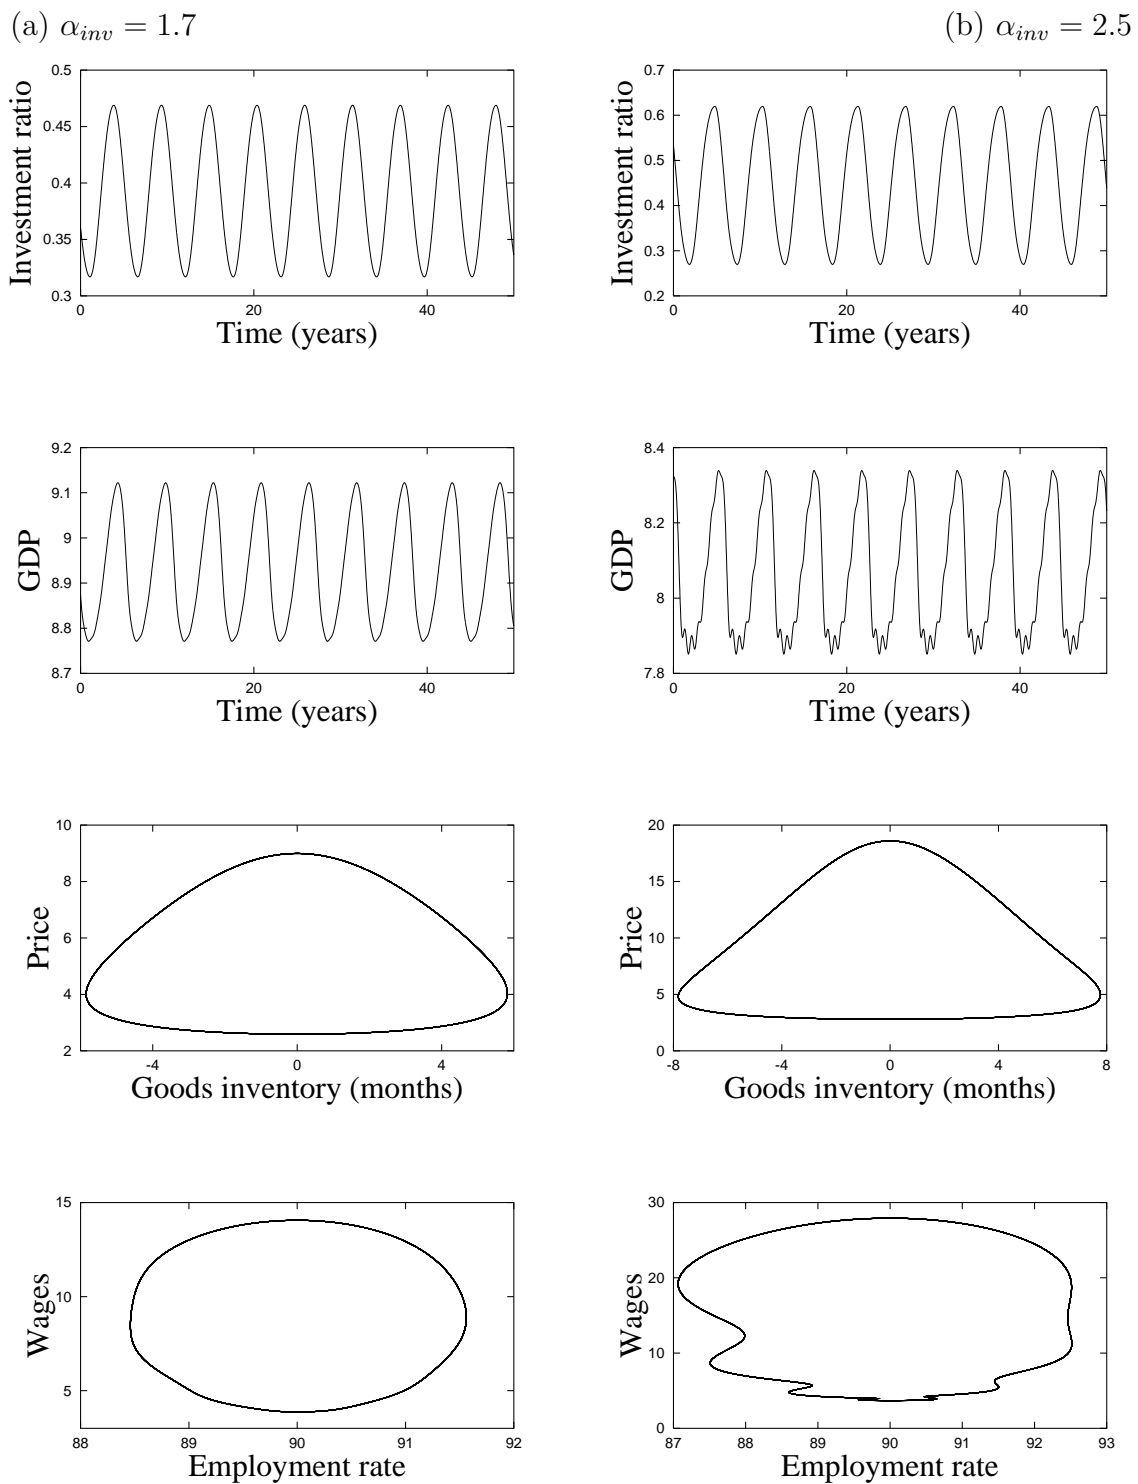 (a) α_inv = 1.7
(b) α_inv = 2.5
Investment ratio
0.5
0.45
0.4
0.35
0.3
0 20 40
Time (years)
Investment ratio
0.7
0.6
0.5
0.4
0.3
0.2
0 20 40
Time (years)
GDP
9.2
9.1
9
8.9
8.8
8.7
0 20 40
Time (years)
GDP
8.4
8.2
8
7.8
0 20 40
Time (years)
Price
10
8
6
4
2
-4 0 4
Goods inventory (months)
Price
20
15
10
5
0
-8 -4 0 4 8
Goods inventory (months)
Wages
15
10
5
88 89 90 91 92
Employment rate
Wages
30
20
10
0
87 88 89 90 91 92 93
Employment rate